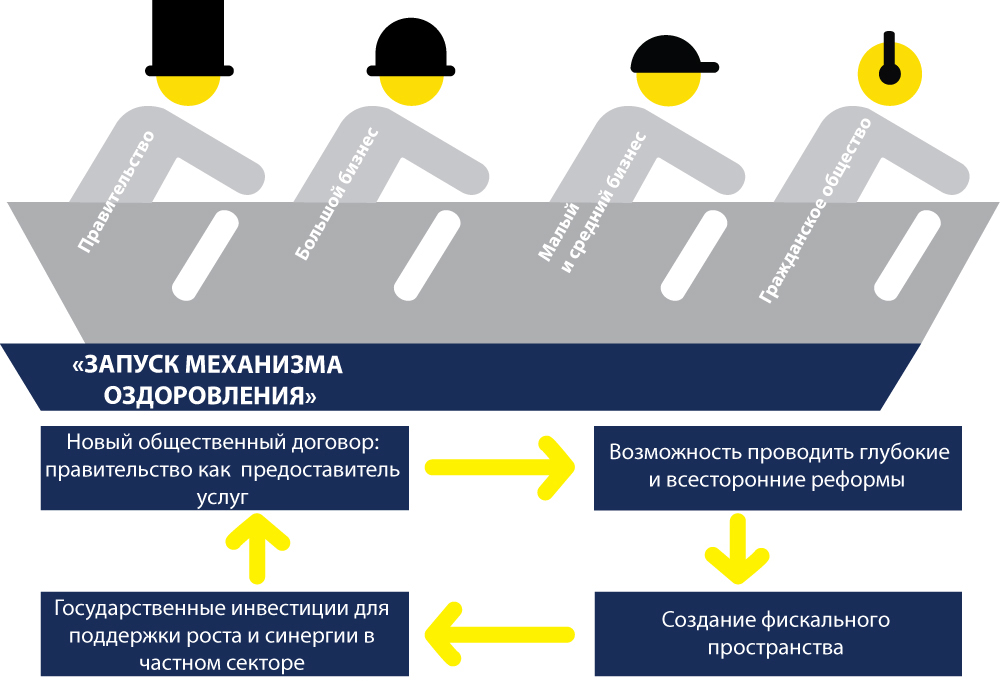 Правительство
Большой бизнес
Малый
и средний бизнес
Гражданское общество
«ЗАПУСК МЕХАНИЗМА
ОЗДОРОВЛЕНИЯ»
Новый общественный договор:
правительство как предоставитель
услуг
Возможность проводить глубокие
и всесторонние реформы
Государственные инвестиции для
поддержки роста и синергии в
частном секторе
Создание фискального
пространства